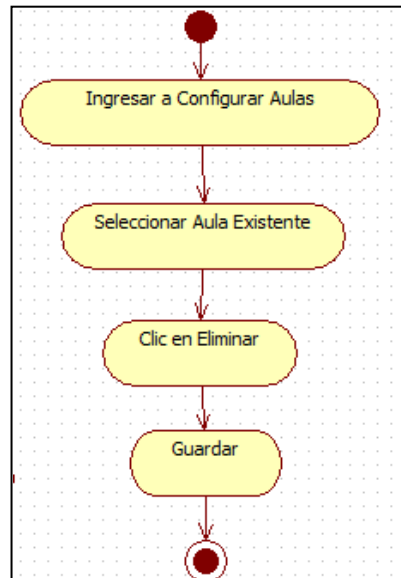 Ingresar a Configurar Aulas
Seleccionar Aula Existente
Clic en Eliminar
Guardar